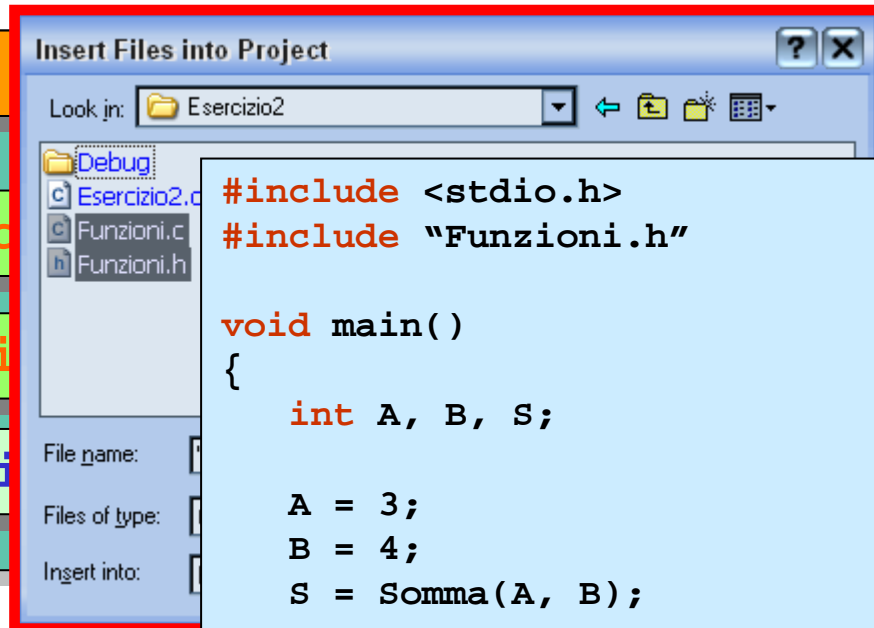 Insert Files into Project
Look in: Esercizio2
Debug
Esercizio2.c
Funzioni.c
Funzioni.h
File name:
Files of type:
Insert into:
#include <stdio.h>
#include “Funzioni.h”
void main()
{
int A, B, S;
A = 3;
B = 4;
S = Somma(A, B);